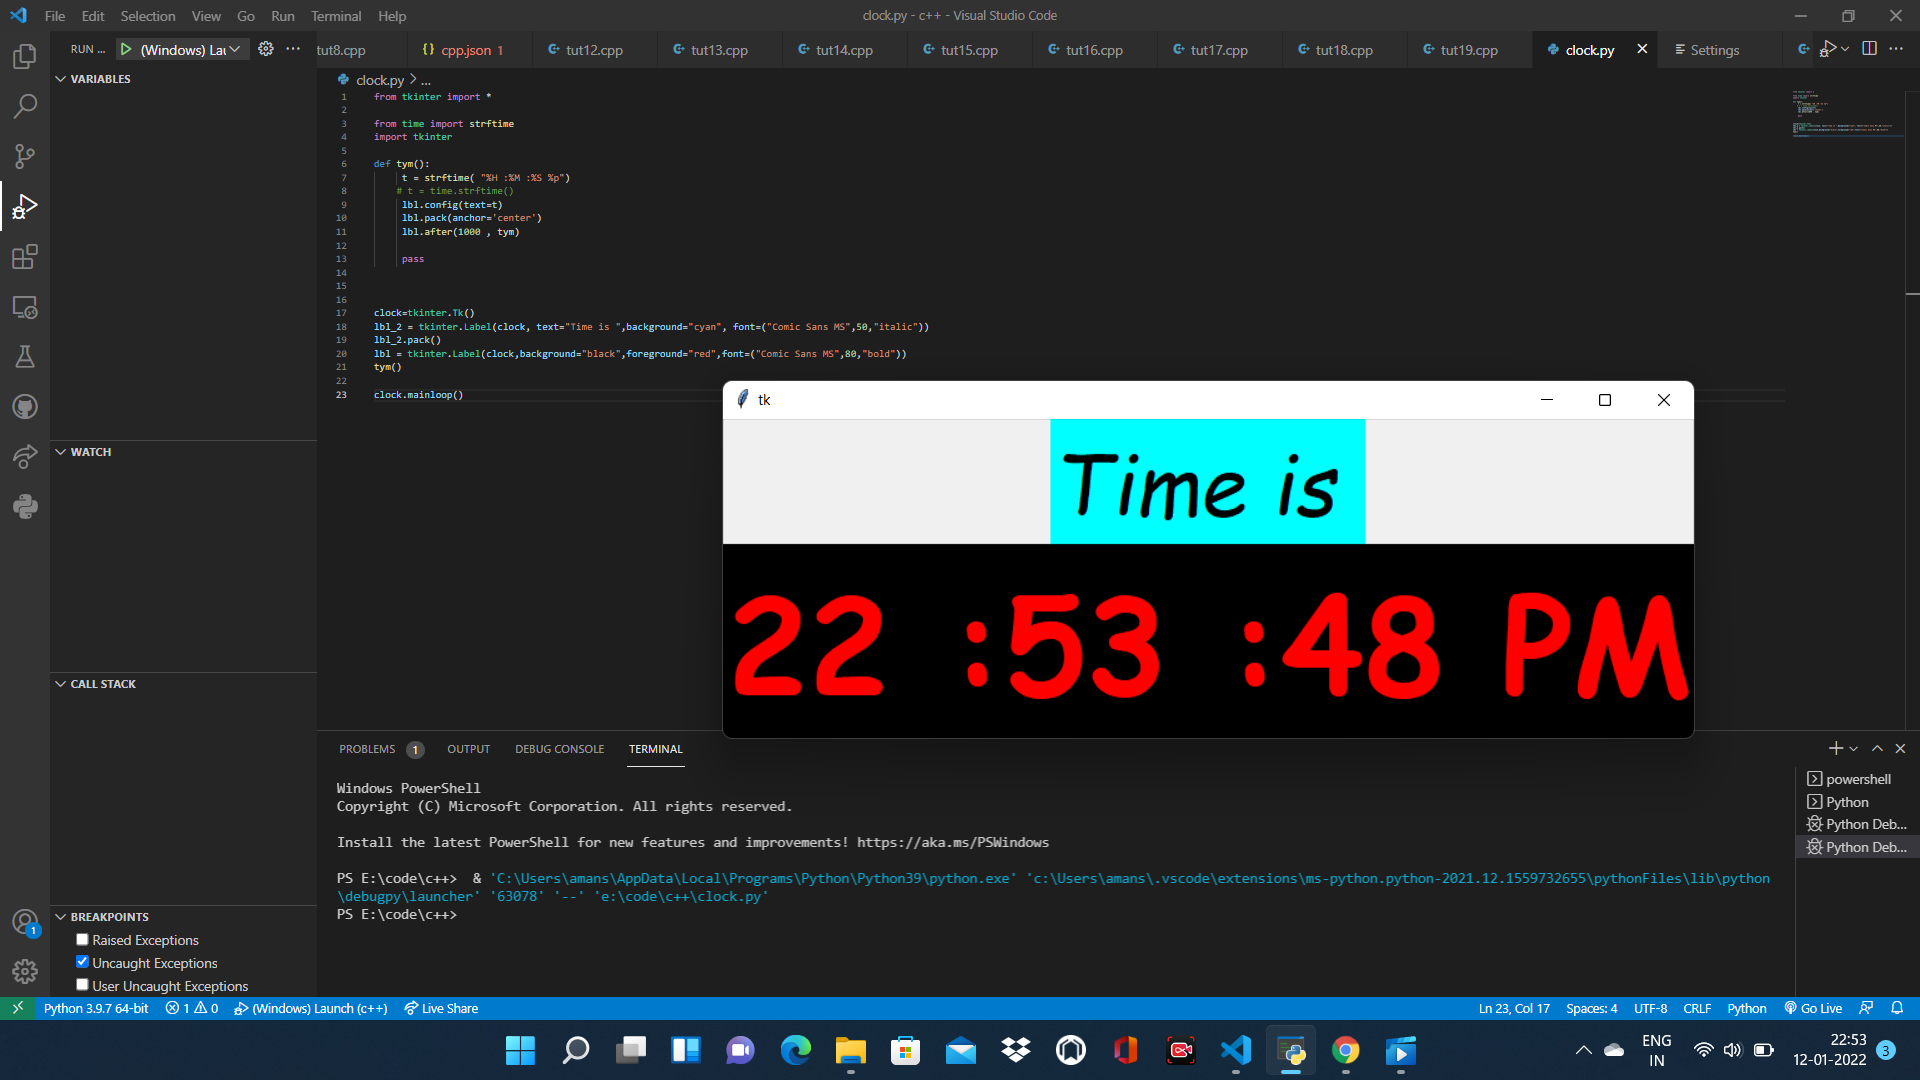 File Edit Selection View Go Run Terminal Help
clock.py - c++ - Visual Studio Code
RUN ... (Windows) Lau
tut8.cpp cpp.json 1 tut12.cpp tut13.cpp tut14.cpp tut15.cpp tut16.cpp tut17.cpp tut18.cpp tut19.cpp clock.py Settings
VARIABLES
clock.py > ...
1 from tkinter import *
2
3 from time import strftime
4 import tkinter
5
6 def tym():
7 t = strftime( "%H :%M :%S %p")
8 # t = time.strftime()
9 lbl.config(text=t)
10 lbl.pack(anchor='center')
11 lbl.after(1000 , tym)
12
13 pass
14
15
16
17 clock=tkinter.Tk()
18 lbl_2 = tkinter.Label(clock, text="Time is ",background="cyan", font=("Comic Sans MS",50,"italic"))
19 lbl_2.pack()
20 lbl = tkinter.Label(clock,background="black",foreground="red",font=("Comic Sans MS",80,"bold"))
21 tym()
22
23 clock.mainloop()
tk
Time is
22 :53 :48 PM
WATCH
CALL STACK
BREAKPOINTS
Raised Exceptions
Uncaught Exceptions
User Uncaught Exceptions
PROBLEMS 1 OUTPUT DEBUG CONSOLE TERMINAL
Windows PowerShell
Copyright (C) Microsoft Corporation. All rights reserved.
Install the latest PowerShell for new features and improvements! https://aka.ms/PSWindows
PS E:\code\c++>  & 'C:\Users\amans\AppData\Local\Programs\Python\Python39\python.exe' 'c:\Users\amans\.vscode\extensions\ms-python.python-2021.12.1559732655\pythonFiles\lib\python
\debugpy\launcher' '63078' '--' 'e:\code\c++\clock.py'
PS E:\code\c++>
powershell
Python
Python Deb...
Python Deb...
1
Python 3.9.7 64-bit 1 0 (Windows) Launch (c++) Live Share
Ln 23, Col 17 Spaces: 4 UTF-8 CRLF Python Go Live
ENG
IN
22:53
12-01-2022
3